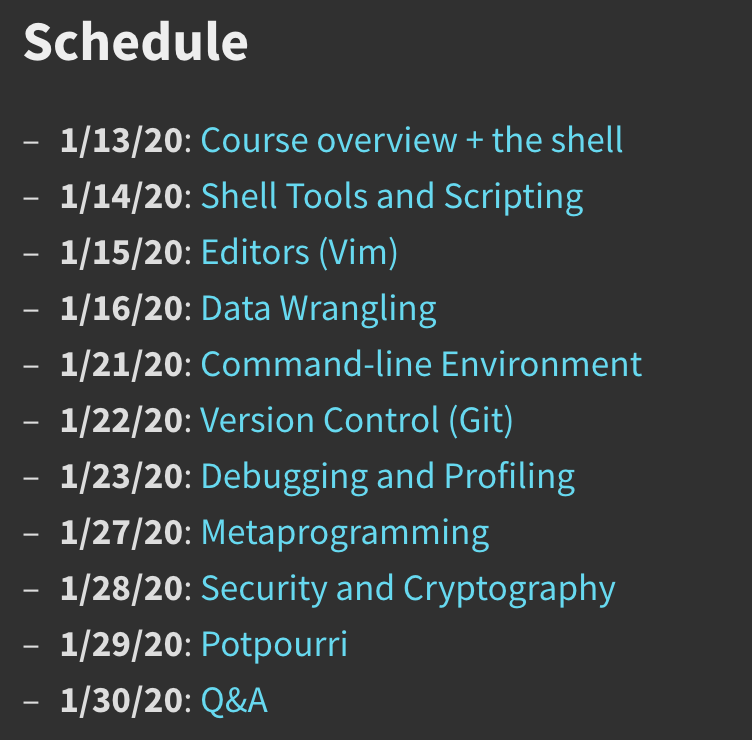 Schedule
– 1/13/20: Course overview + the shell
– 1/14/20: Shell Tools and Scripting
– 1/15/20: Editors (Vim)
– 1/16/20: Data Wrangling
– 1/21/20: Command-line Environment
– 1/22/20: Version Control (Git)
– 1/23/20: Debugging and Profiling
– 1/27/20: Metaprogramming
– 1/28/20: Security and Cryptography
– 1/29/20: Potpourri
– 1/30/20: Q&A